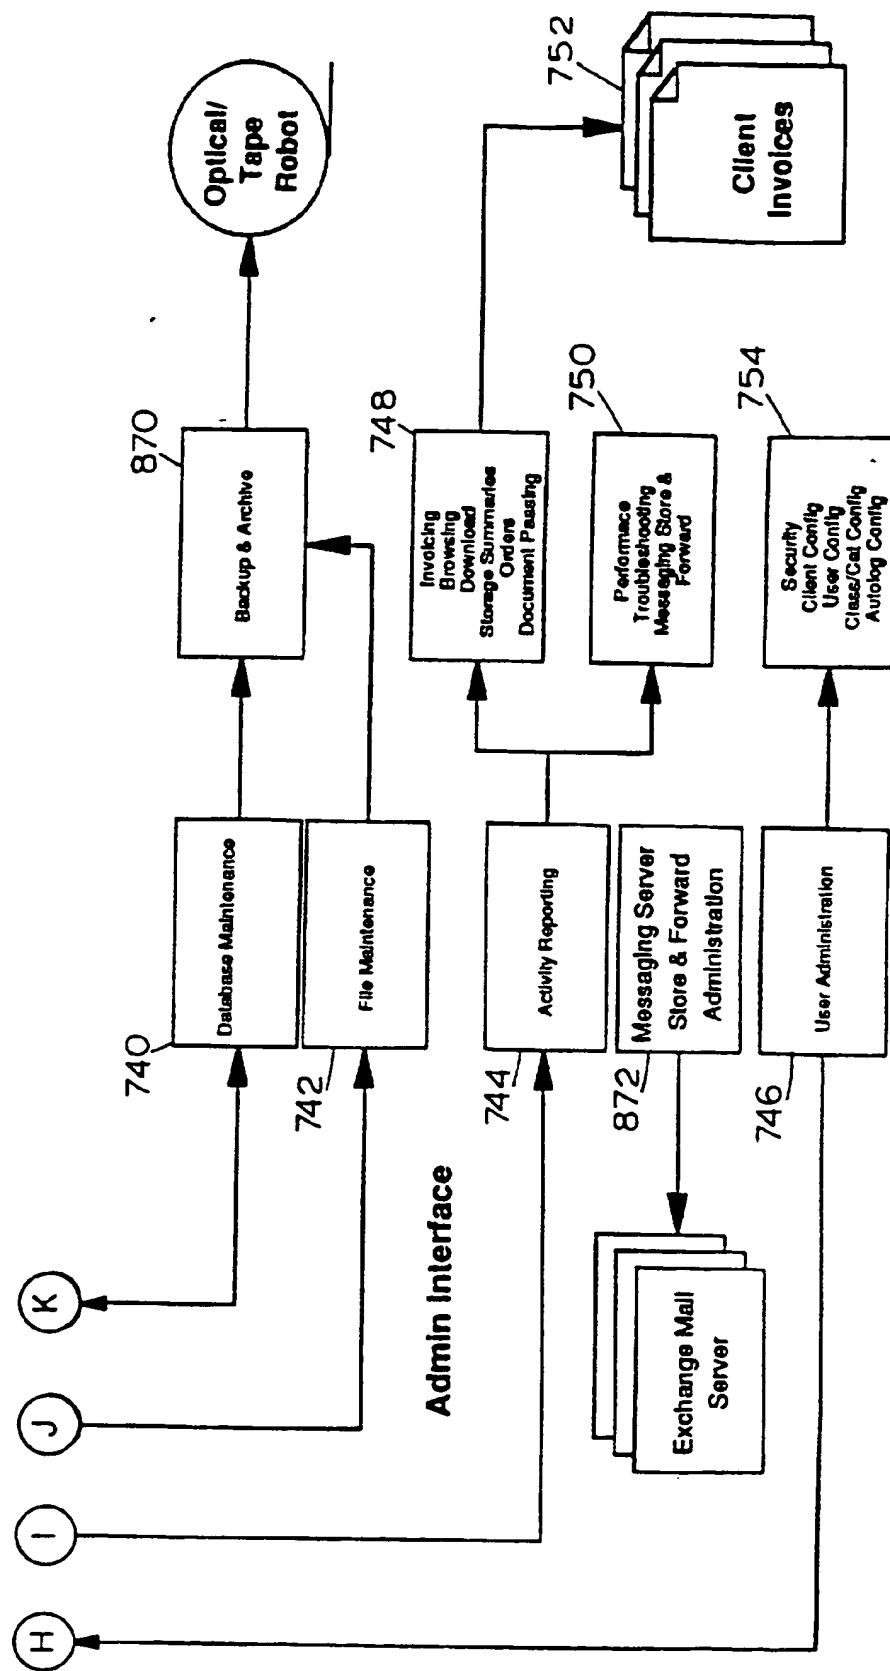 K
J
I
H
Admin Interface
740
Database Maintenance
742
File Maintenance
870
Backup & Archive
Optical/
Tape
Robot
744
Activity Reporting
748
Invoicing
Browsing
Download
Storage Summaries
Orders
Document Passing
750
Performace
Troubleshooting
Messaging Store &
Forward
752
Client
Invoices
872
Messaging Server
Store & Forward
Administration
Exchange Mail
Server
746
User Administration
754
Security
Client Config
User Config
Class/Cat Config
Autolog Config